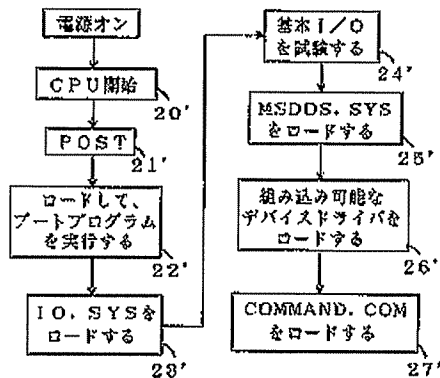 電源オン
CPU開始
20'
POST
21'
ロードして、
ブートプログラム
を実行する
22'
IO.SYSを
ロードする
23'
基本I/O
を試験する
24'
MSDOS.SYS
をロードする
25'
組み込み可能な
デバイスドライバを
ロードする
26'
COMMAND.COM
をロードする
27'